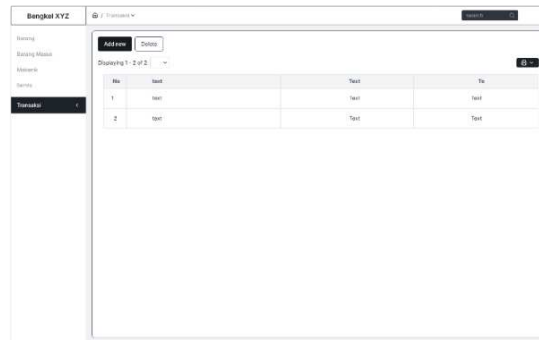 Bengkel XYZ
/ Transaksi
Search
Barang
Barang Masuk
Mekanik
Servis
Transaksi
Add new Delete
Displaying 1 - 2 of 2
No text Text Te
1 text Text Text
2 text Text Text